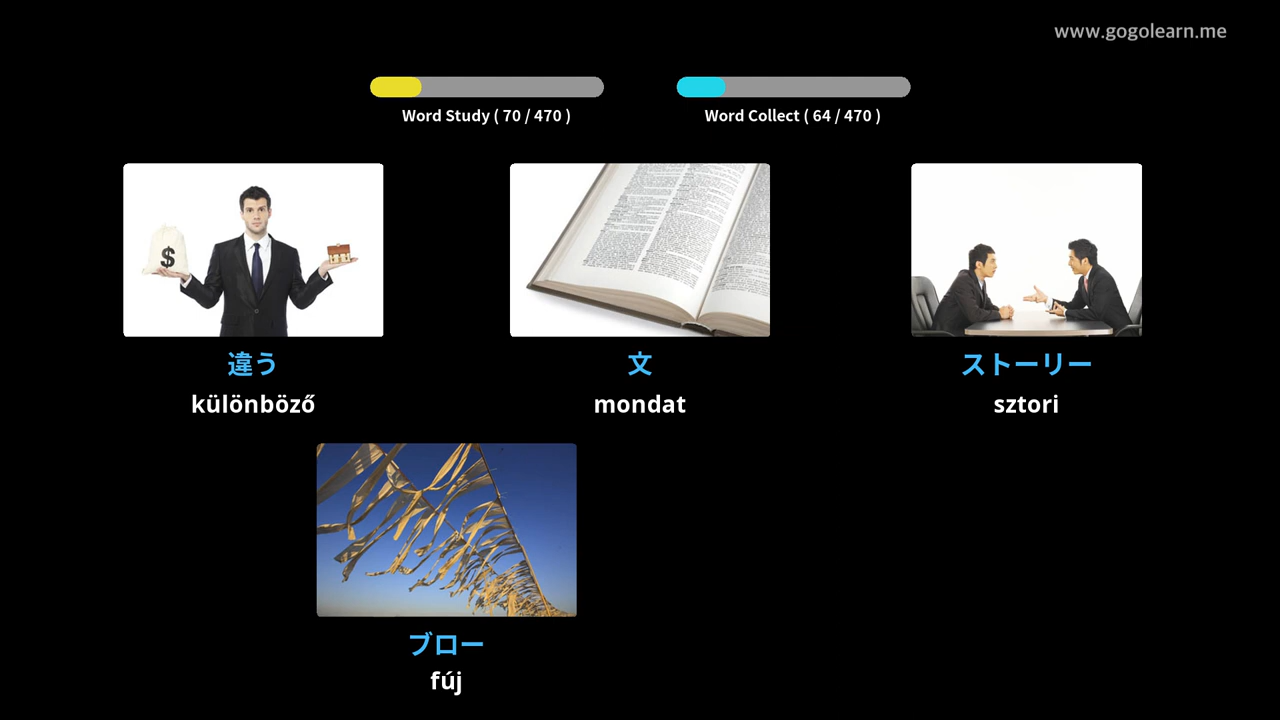 www.gogolearn.me
Word Study ( 70 / 470 )
Word Collect ( 64 / 470 )
$
違う
különböző
文
mondat
ストーリー
sztori
ブロー
fúj